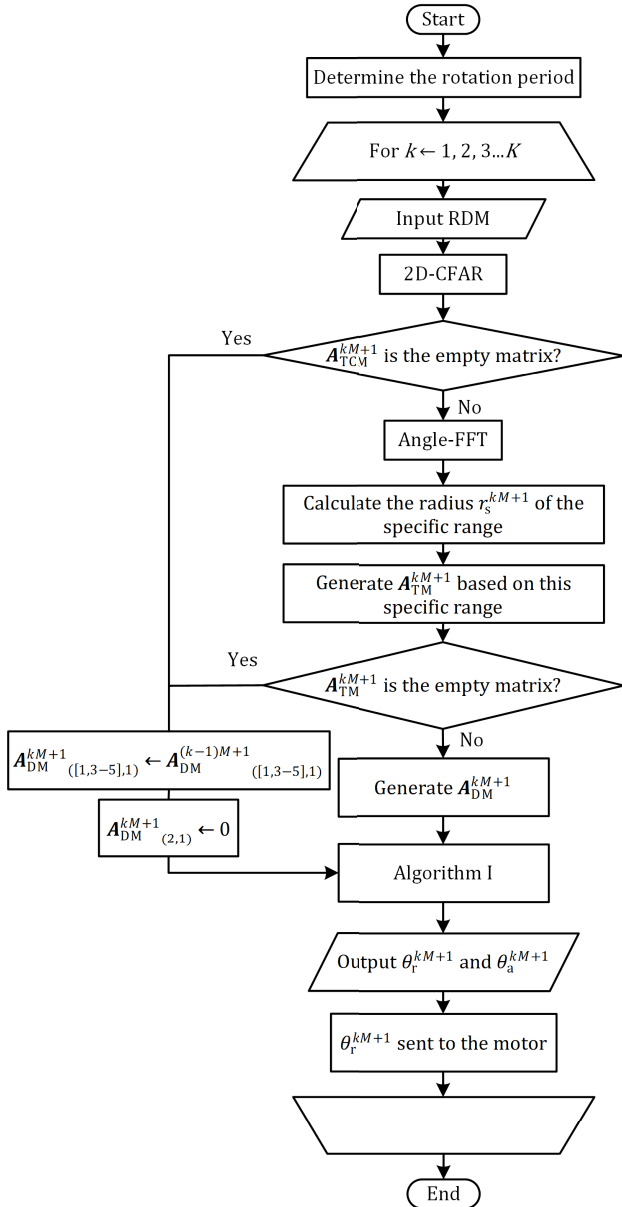 Start
Determine the rotation period
For k ← 1, 2, 3...K
Input RDM
2D-CFAR
Yes
A_TCM^{kM+1} is the empty matrix?
No
Angle-FFT
Calculate the radius r_s^{kM+1} of the
specific range
Generate A_TM^{kM+1} based on this
specific range
Yes
A_TM^{kM+1} is the empty matrix?
No
A_DM^{kM+1}_{([1,3−5],1)} ← A_DM^{(k−1)M+1}_{([1,3−5],1)}
Generate A_DM^{kM+1}
A_DM^{kM+1}_{(2,1)} ← 0
Algorithm I
Output θ_r^{kM+1} and θ_a^{kM+1}
θ_r^{kM+1} sent to the motor
End